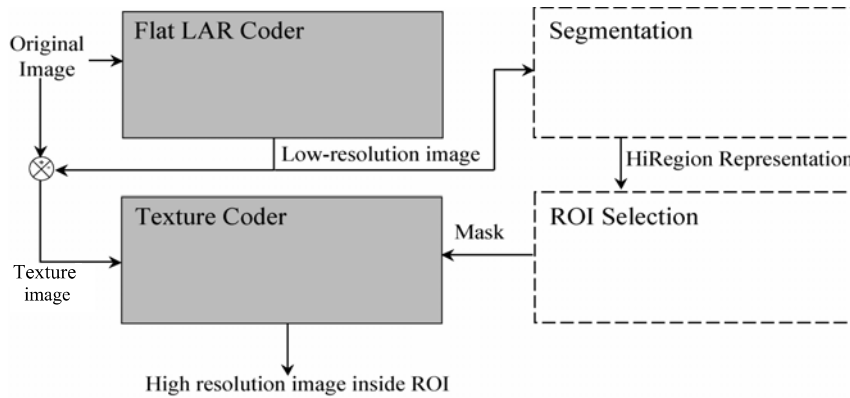 Flat LAR Coder
Segmentation
Original
Image
Low-resolution image
HiRegion Representation
Texture Coder
ROI Selection
Mask
Texture
image
High resolution image inside ROI